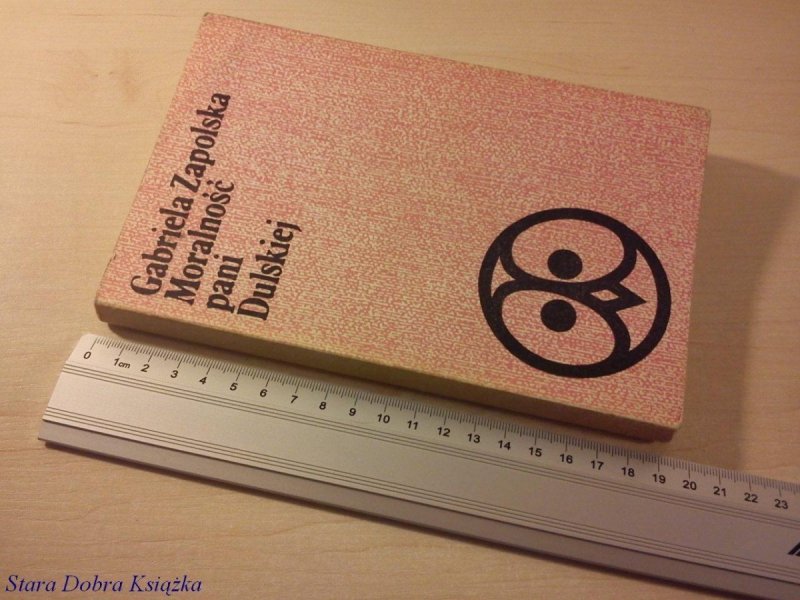 Gabriela Zapolska
Moralność
pani
Dulskiej
0 1cm 2 3 4 5 6 7 8 9 10 11 12 13 14 15 16 17 18 19 20 21 22 23
Stara Dobra Książka